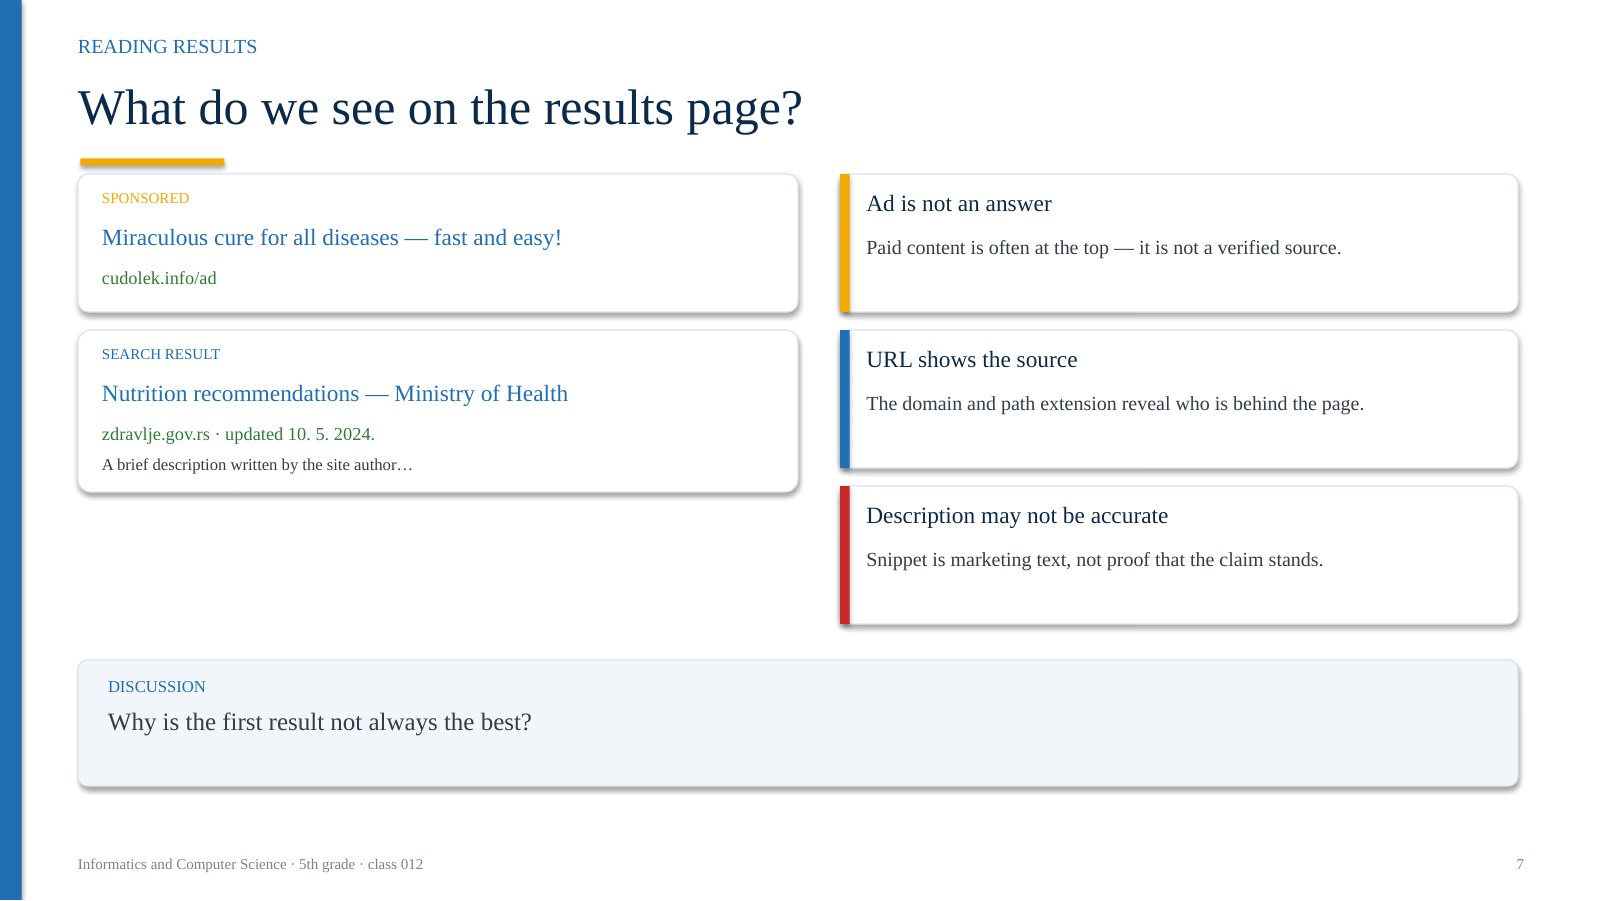 READING RESULTS
What do we see on the results page?
SPONSORED
Miraculous cure for all diseases — fast and easy!
cudolek.info/ad
SEARCH RESULT
Nutrition recommendations — Ministry of Health
zdravlje.gov.rs · updated 10. 5. 2024.
A brief description written by the site author…
Ad is not an answer
Paid content is often at the top — it is not a verified source.
URL shows the source
The domain and path extension reveal who is behind the page.
Description may not be accurate
Snippet is marketing text, not proof that the claim stands.
DISCUSSION
Why is the first result not always the best?
Informatics and Computer Science · 5th grade · class 012
7